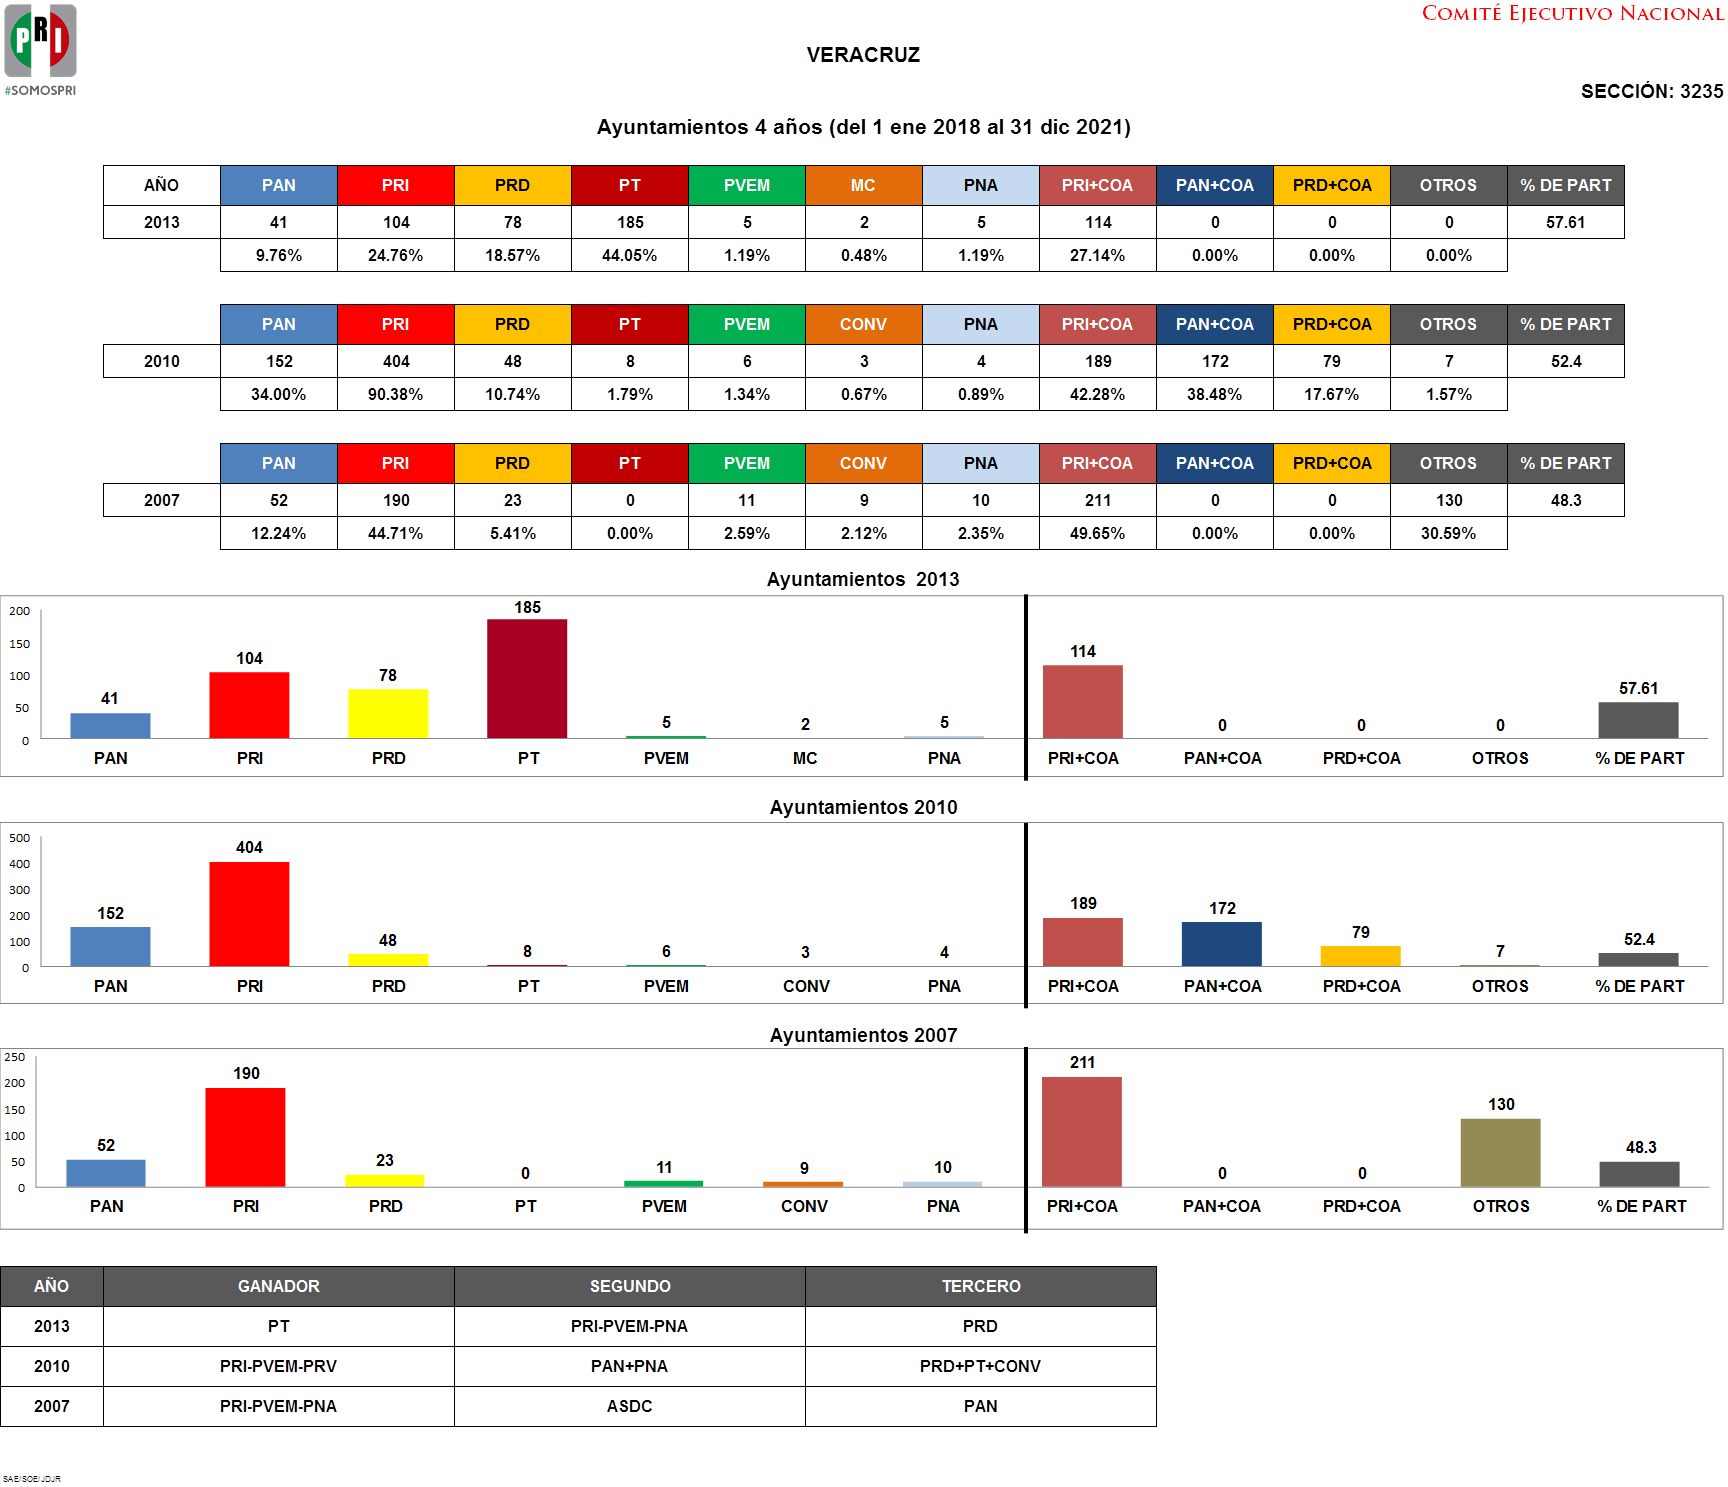 PRI
#SOMOSPRI
COMITÉ EJECUTIVO NACIONAL
VERACRUZ
SECCIÓN: 3235
Ayuntamientos 4 años (del 1 ene 2018 al 31 dic 2021)
AÑO PAN PRI PRD PT PVEM MC PNA PRI+COA PAN+COA PRD+COA OTROS % DE PART
2013 41 104 78 185 5 2 5 114 0 0 0 57.61
9.76% 24.76% 18.57% 44.05% 1.19% 0.48% 1.19% 27.14% 0.00% 0.00% 0.00%
PAN PRI PRD PT PVEM CONV PNA PRI+COA PAN+COA PRD+COA OTROS % DE PART
2010 152 404 48 8 6 3 4 189 172 79 7 52.4
34.00% 90.38% 10.74% 1.79% 1.34% 0.67% 0.89% 42.28% 38.48% 17.67% 1.57%
PAN PRI PRD PT PVEM CONV PNA PRI+COA PAN+COA PRD+COA OTROS % DE PART
2007 52 190 23 0 11 9 10 211 0 0 130 48.3
12.24% 44.71% 5.41% 0.00% 2.59% 2.12% 2.35% 49.65% 0.00% 0.00% 30.59%
Ayuntamientos 2013
200
150
100
50
0
41 104 78 185 5 2 5 114 0 0 0 57.61
PAN PRI PRD PT PVEM MC PNA PRI+COA PAN+COA PRD+COA OTROS % DE PART
Ayuntamientos 2010
500
400
300
200
100
0
152 404 48 8 6 3 4 189 172 79 7 52.4
PAN PRI PRD PT PVEM CONV PNA PRI+COA PAN+COA PRD+COA OTROS % DE PART
Ayuntamientos 2007
250
200
150
100
50
0
52 190 23 0 11 9 10 211 0 0 130 48.3
PAN PRI PRD PT PVEM CONV PNA PRI+COA PAN+COA PRD+COA OTROS % DE PART
AÑO GANADOR SEGUNDO TERCERO
2013 PT PRI-PVEM-PNA PRD
2010 PRI-PVEM-PRV PAN+PNA PRD+PT+CONV
2007 PRI-PVEM-PNA ASDC PAN
SAE/SOE/JDJR